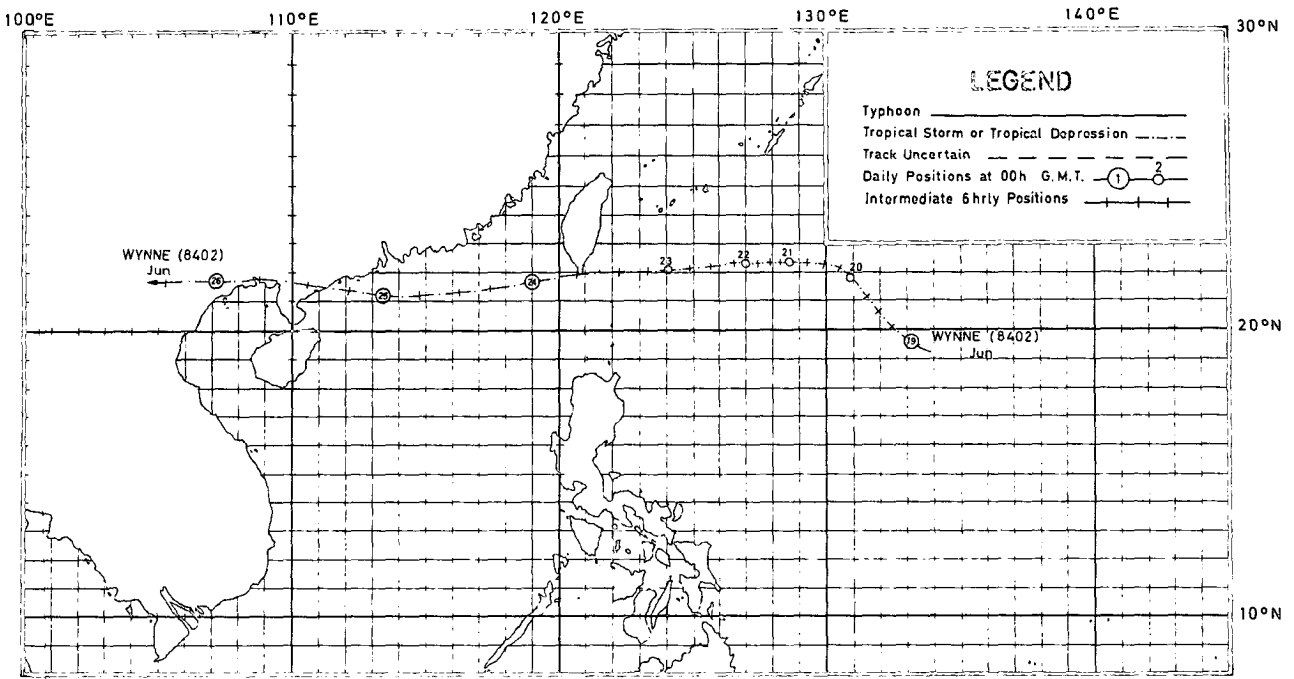 100°E 110°E 120°E 130°E 140°E
30°N
LEGEND
Typhoon
Tropical Storm or Tropical Depression
Track Uncertain
Daily Positions at 00h G.M.T. 1 2
Intermediate 6hrly Positions
WYNNE (8402)
Jun
26 25 24 23 22 21 20
19 WYNNE (8402)
Jun
20°N
10°N